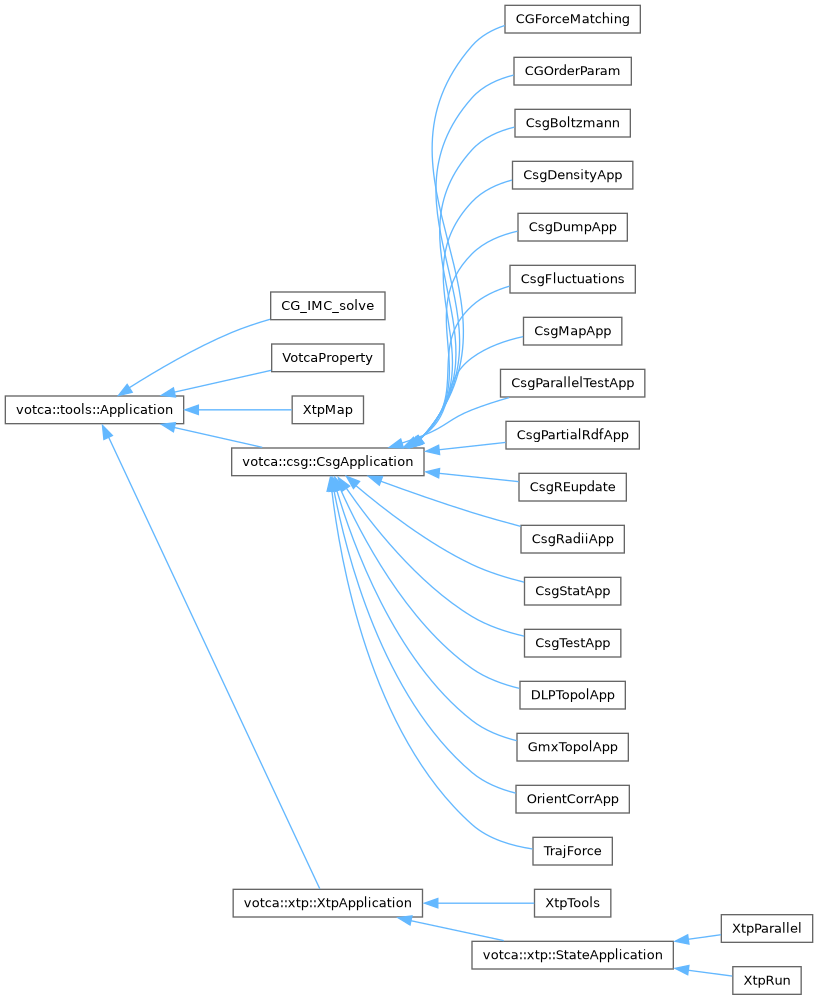 CGForceMatching
CGOrderParam
CsgBoltzmann
CsgDensityApp
CsgDumpApp
CsgFluctuations
CG_IMC_solve
CsgMapApp
VotcaProperty
CsgParallelTestApp
votca::tools::Application
XtpMap
CsgPartialRdfApp
votca::csg::CsgApplication
CsgREupdate
CsgRadiiApp
CsgStatApp
CsgTestApp
DLPTopolApp
GmxTopolApp
OrientCorrApp
TrajForce
votca::xtp::XtpApplication
XtpTools
XtpParallel
votca::xtp::StateApplication
XtpRun